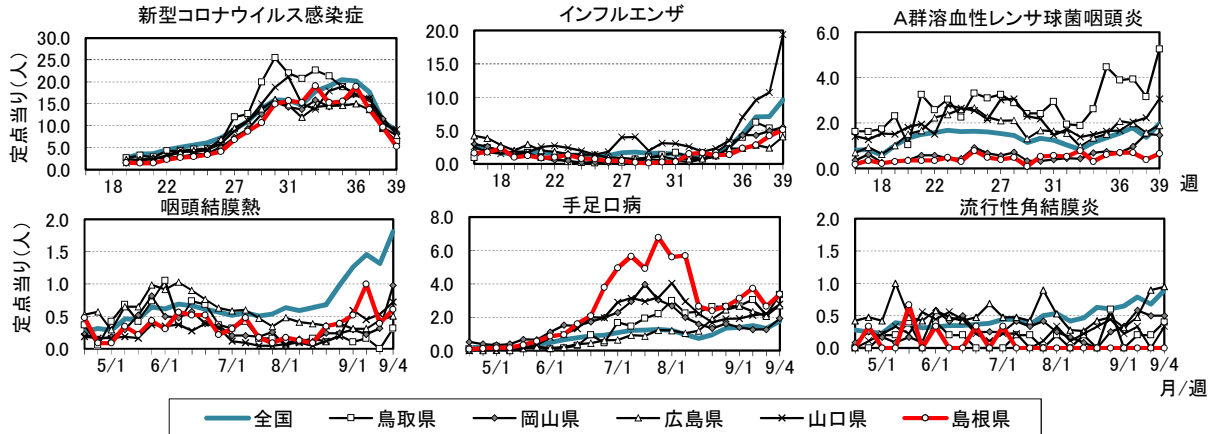 新型コロナウイルス感染症
インフルエンザ
A群溶血性レンサ球菌咽頭炎
定点当り(人)
30.0
25.0
20.0
15.0
10.0
5.0
0.0
18 22 27 31 35 39
20.0
15.0
10.0
5.0
0.0
18 22 27 31 35 39
6.0
4.0
2.0
0.0
18 22 27 31 35 39 週
咽頭結膜熱
手足口病
流行性角結膜炎
定点当り(人)
2.0
1.5
1.0
0.5
0.0
5/1 6/1 7/1 8/1 9/1 9/4
8.0
6.0
4.0
2.0
0.0
5/1 6/1 7/1 8/1 9/1 9/4
2.0
1.5
1.0
0.5
0.0
5/1 6/1 7/1 8/1 9/1 9/4
月/週
全国 鳥取県 岡山県 広島県 山口県 島根県